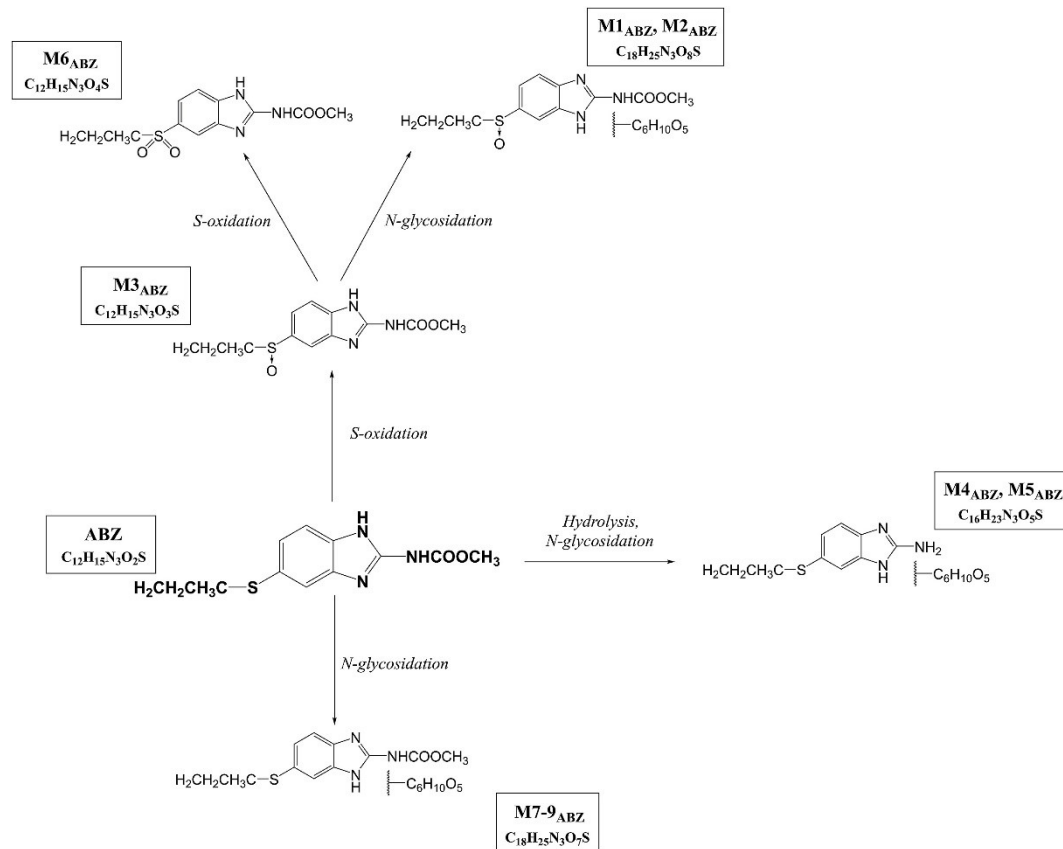 M6ABZ
C12H15N3O4S
H
N
NHCOOCH3
N
H2CH2CH3C
S
O O
M1ABZ, M2ABZ
C18H25N3O8S
N
NHCOOCH3
N
H
H2CH2CH3C
S
O
C6H10O5
S-oxidation
N-glycosidation
M3ABZ
C12H15N3O3S
H
N
NHCOOCH3
N
H2CH2CH3C
S
O
S-oxidation
ABZ
C12H15N3O2S
H
N
NHCOOCH3
N
H2CH2CH3C
S
Hydrolysis,
N-glycosidation
M4ABZ, M5ABZ
C16H23N3O5S
N
NH2
N
H
H2CH2CH3C
S
C6H10O5
N-glycosidation
N
NHCOOCH3
N
H
H2CH2CH3C
S
C6H10O5
M7-9ABZ
C18H25N3O7S